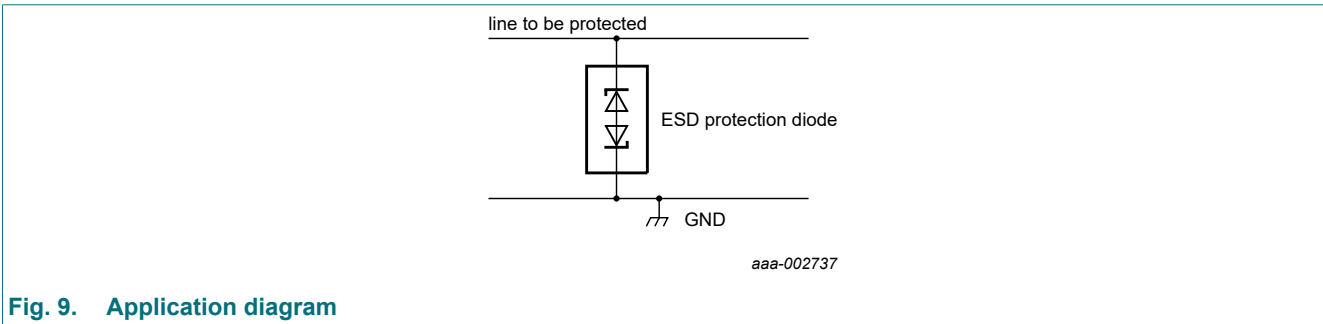 line to be protected
ESD protection diode
GND
aaa-002737
Fig. 9. Application diagram